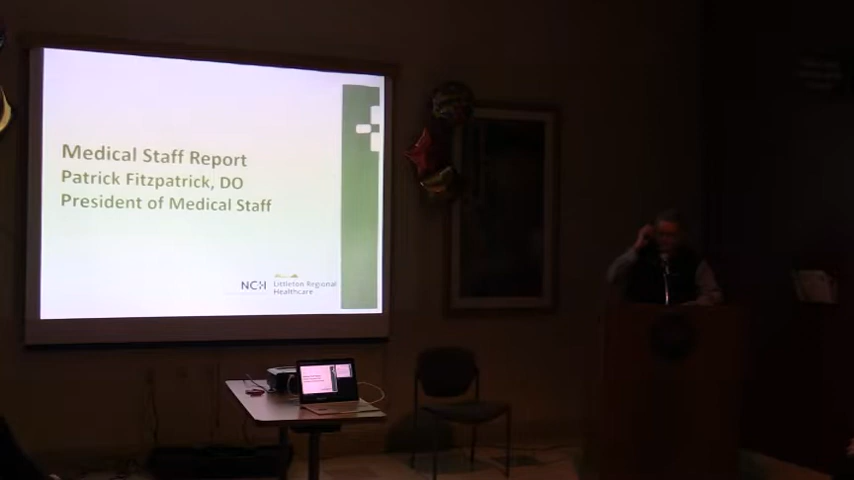 Medical Staff Report
Patrick Fitzpatrick, DO
President of Medical Staff
NCH
Littleton Regional
Healthcare